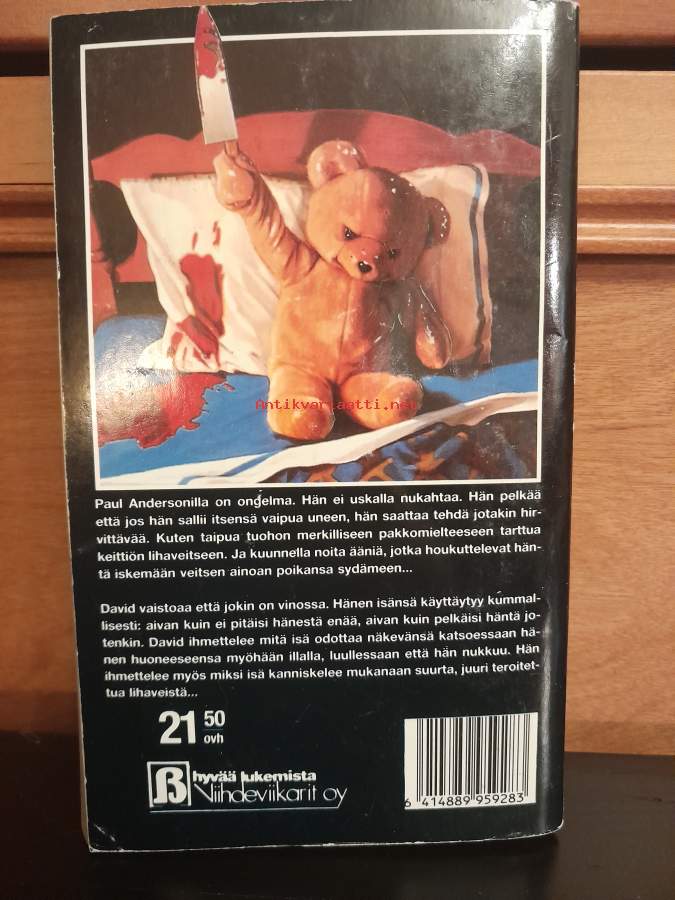 Antikvariaatti.net
Paul Andersonilla on ongelma. Hän ei uskalla nukahtaa. Hän pelkää
että jos hän sallii itsensä vaipua uneen, hän saattaa tehdä jotakin hir-
vittävää. Kuten taipua tuohon merkilliseen pakkomielteeseen tarttua
keittiön lihaveitseen. Ja kuunnella noita ääniä, jotka houkuttelevat hän-
tä iskemään veitsen ainoan poikansa sydämeen...
David vaistoaa että jokin on vinossa. Hänen isänsä käyttäytyy kummal-
lisesti: aivan kuin ei pitäisi hänestä enää, aivan kuin pelkäisi häntä jo-
tenkin. David ihmettelee mitä isä odottaa näkevänsä katsoessaan hä-
nen huoneeseensa myöhään illalla, luullessaan että hän nukkuu. Hän
ihmettelee myös miksi isä kanniskelee mukanaan suurta, juuri teroitet-
tua lihaveistä...
21 50
ovh
hyvää lukemista
Viihdeviikarit oy
6 414889 959283